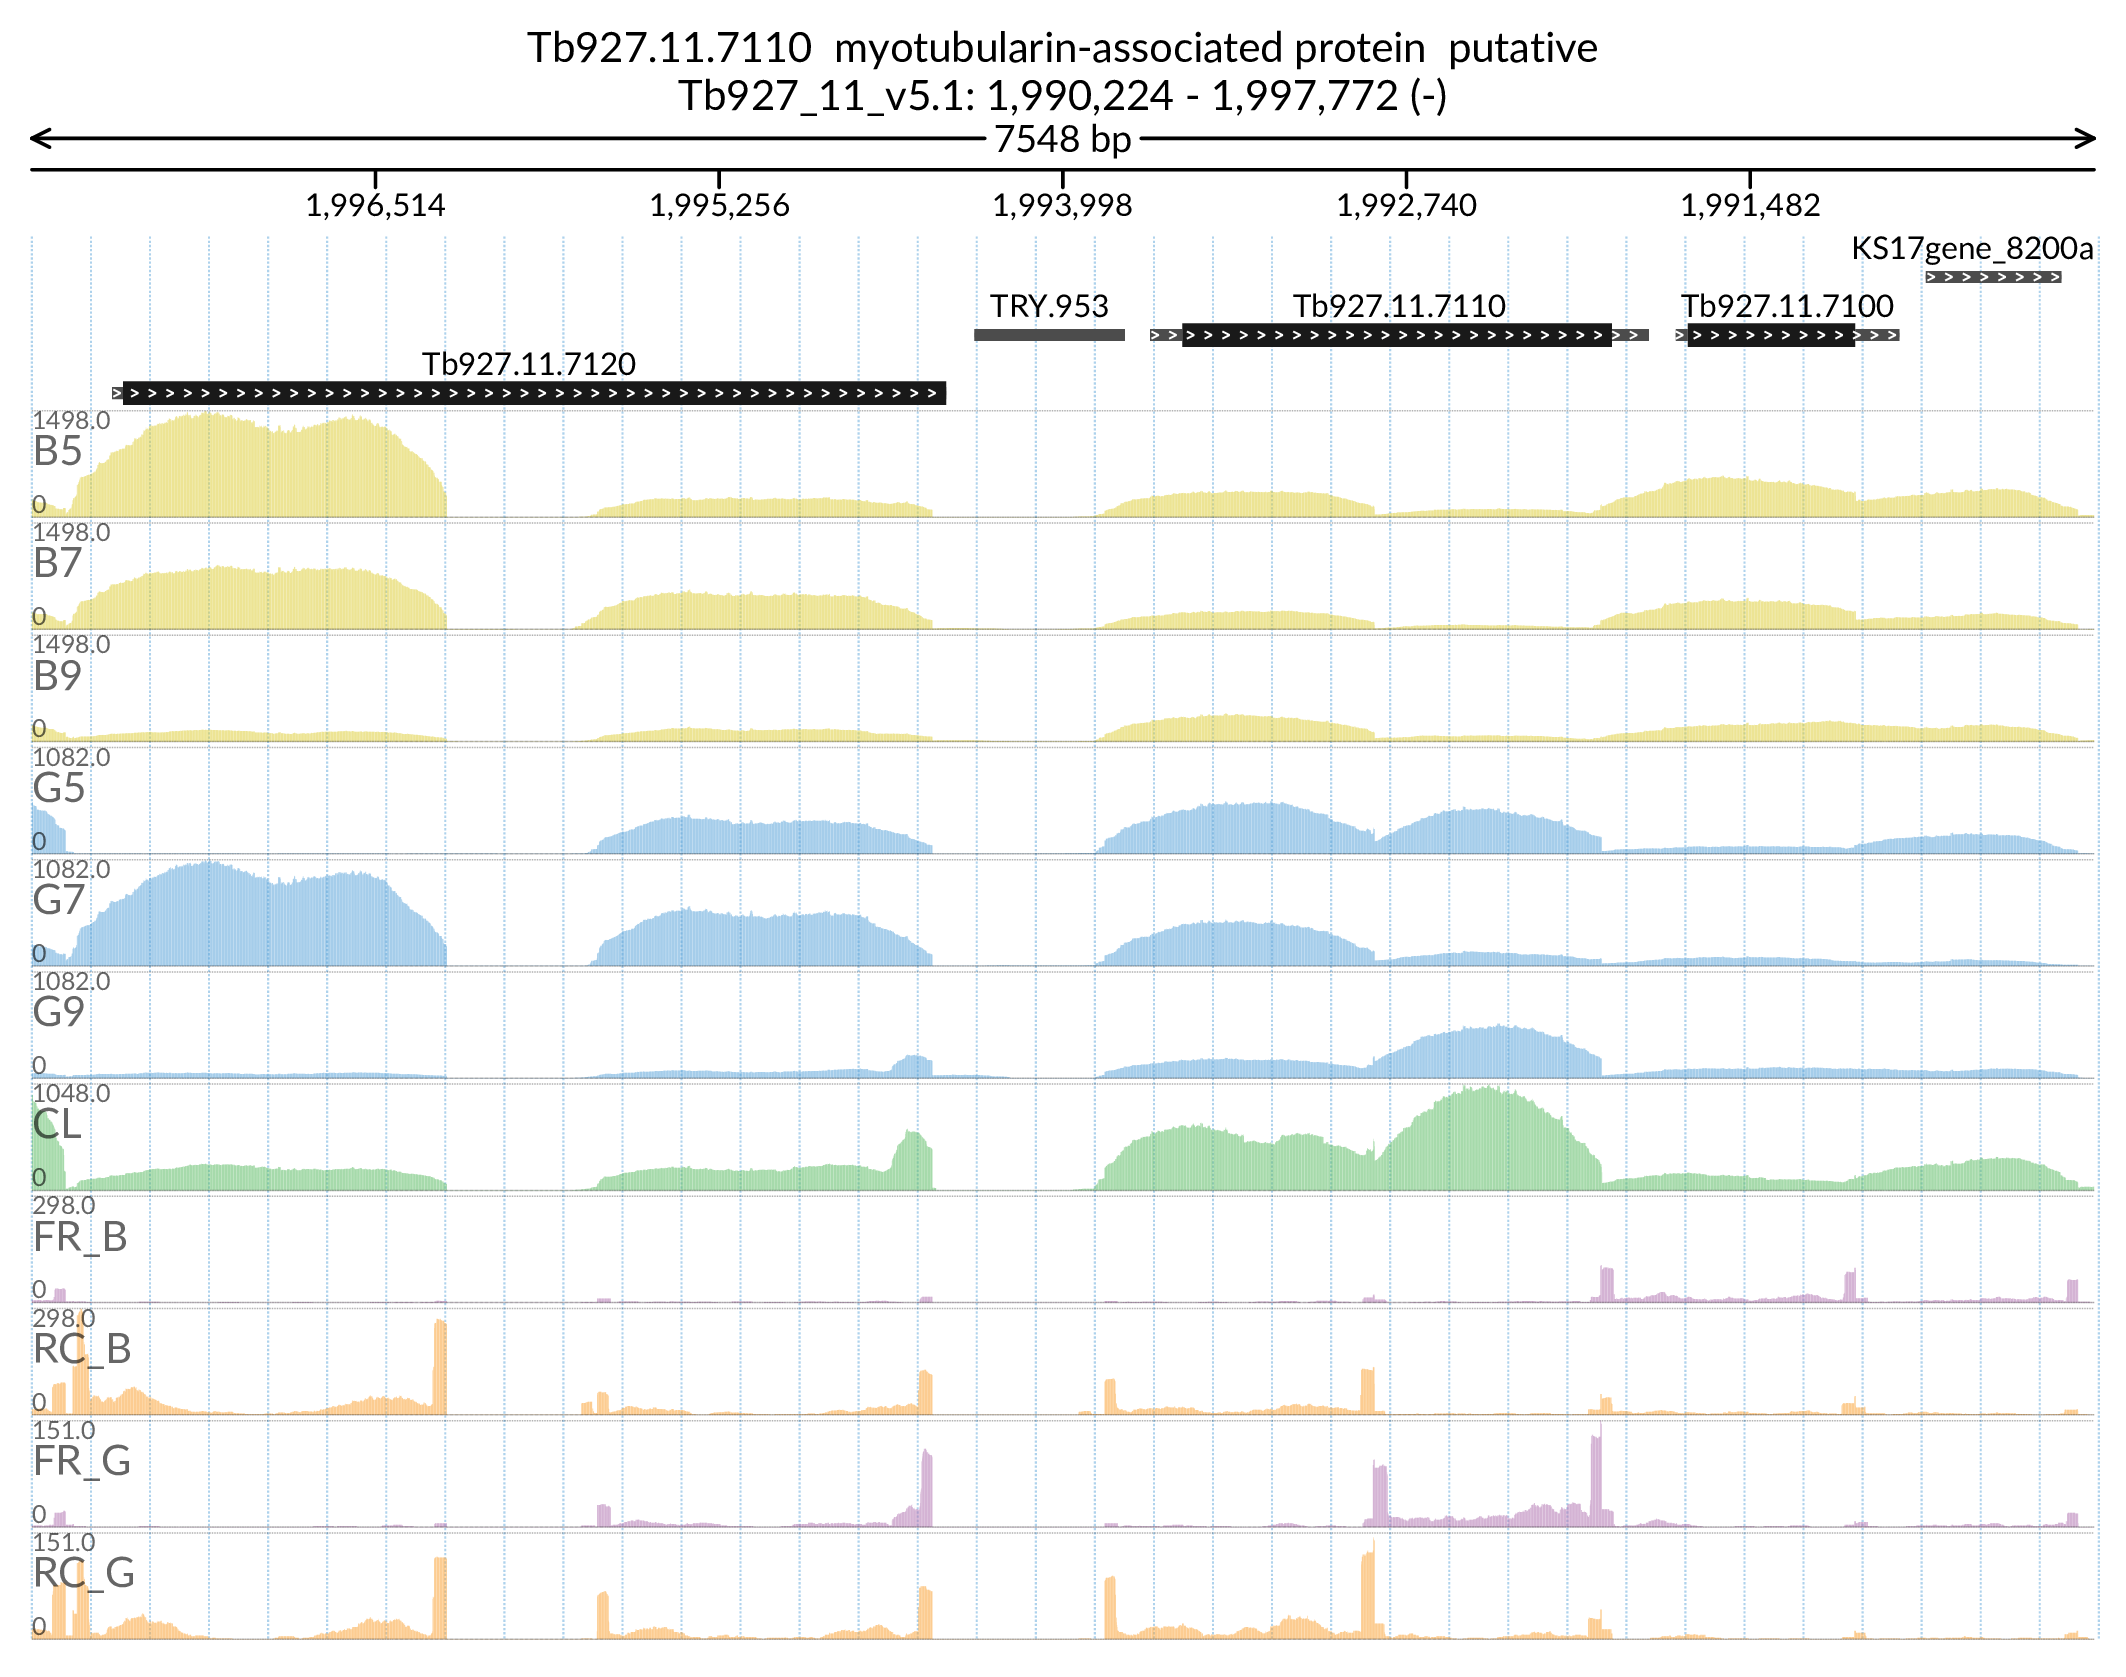 Tb927.11.7110  myotubularin-associated protein  putative
Tb927_11_v5.1: 1,990,224 - 1,997,772 (-)
7548 bp
1,996,514 1,995,256 1,993,998 1,992,740 1,991,482
KS17gene_8200a
TRY.953 Tb927.11.7110 Tb927.11.7100
Tb927.11.7120
1498.0
B5
0
1498.0
B7
0
1498.0
B9
0
1082.0
G5
0
1082.0
G7
0
1082.0
G9
0
1048.0
CL
0
298.0
FR_B
0
298.0
RC_B
0
151.0
FR_G
0
151.0
RC_G
0